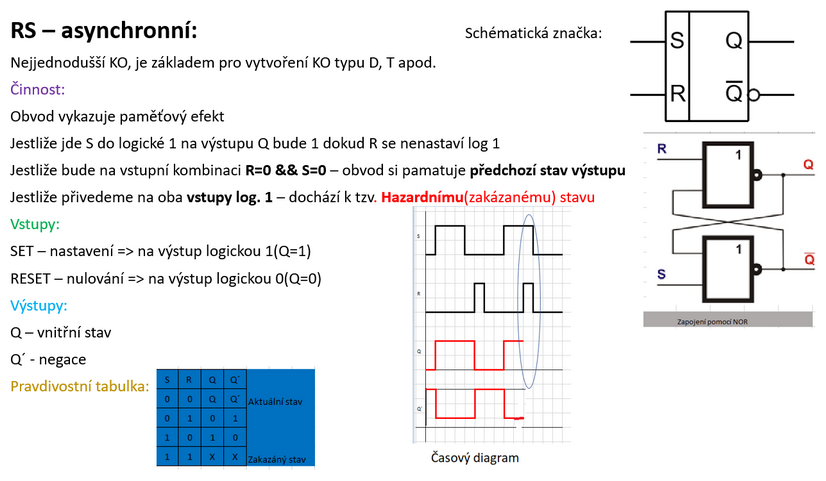 RS – asynchronní:
Schématická značka:
S Q
R Q̅
Nejjednodušší KO, je základem pro vytvoření KO typu D, T apod.
Činnost:
Obvod vykazuje paměťový efekt
Jestliže jde S do logické 1 na výstupu Q bude 1 dokud R se nenastaví log 1
Jestliže bude na vstupní kombinaci R=0 && S=0 – obvod si pamatuje předchozí stav výstupu
Jestliže přivedeme na oba vstupy log. 1 – dochází k tzv. Hazardnímu(zakázanému) stavu
R 1 Q
1 Q̅
S
Zapojení pomocí NOR
Vstupy:
SET – nastavení => na výstup logickou 1(Q=1)
RESET – nulování => na výstup logickou 0(Q=0)
Výstupy:
Q – vnitřní stav
Q´ - negace
Pravdivostní tabulka:
S R Q Q´
0 0 Q Q´ Aktuální stav
0 1 0 1
1 0 1 0
1 1 X X Zakazáný stav
S
R
Q
Q´
Časový diagram